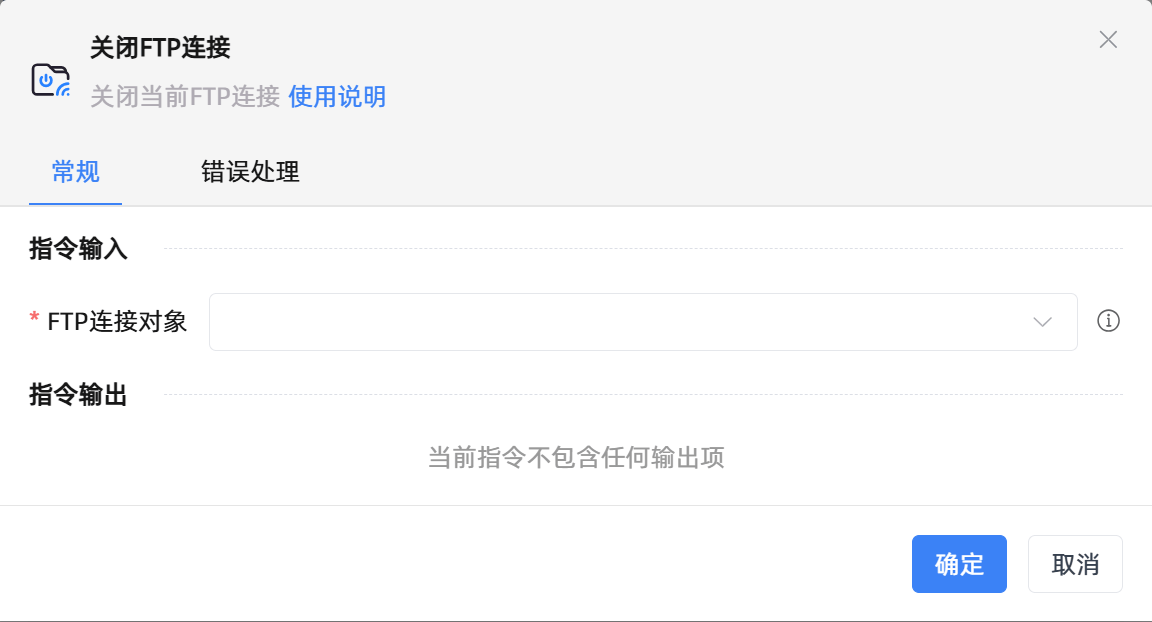 关闭FTP连接
关闭当前FTP连接 使用说明
常规 错误处理
指令输入
* FTP连接对象
指令输出
当前指令不包含任何输出项
确定 取消